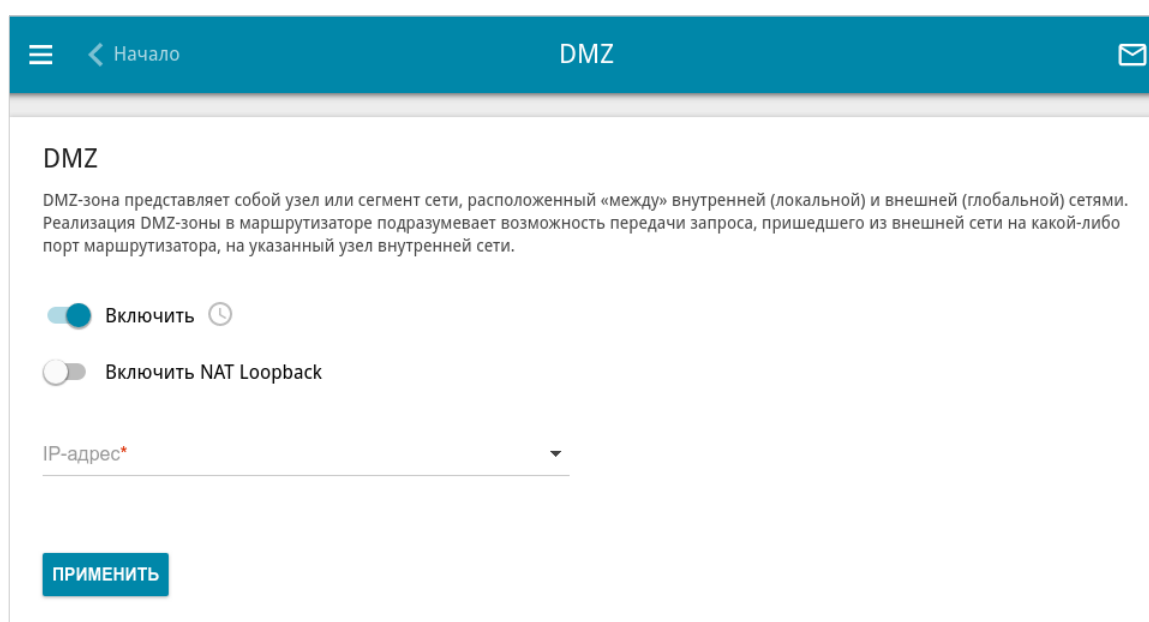 Начало
DMZ
DMZ
DMZ-зона представляет собой узел или сегмент сети, расположенный «между» внутренней (локальной) и внешней (глобальной) сетями.
Реализация DMZ-зоны в маршрутизаторе подразумевает возможность передачи запроса, пришедшего из внешней сети на какой-либо
порт маршрутизатора, на указанный узел внутренней сети.
Включить
Включить NAT Loopback
IP-адрес*
ПРИМЕНИТЬ